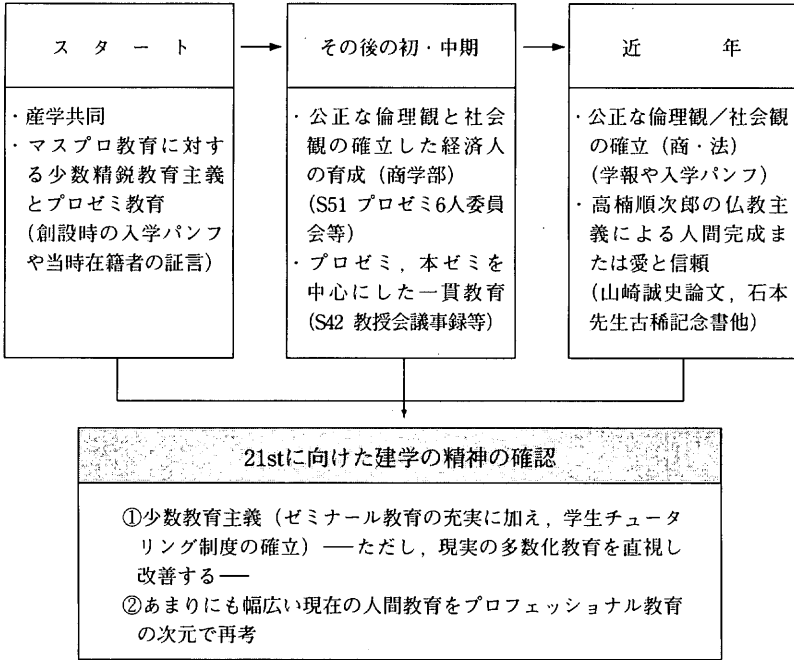 スタート
・産学共同
・マスプロ教育に対す
る少数精鋭教育主義
とプロゼミ教育
(創設時の入学パンフ
や当時在籍者の証言)
その後の初・中期
・公正な倫理観と社会
観の確立した経済人
の育成(商学部)
(S51 プロゼミ6人委員
会等)
・プロゼミ,本ゼミを
中心にした一貫教育
(S42 教授会議事録等)
近年
・公正な倫理観/社会観
の確立(商・法)
(学報や入学パンフ)
・高楠順次郎の仏教主
義による人間完成ま
たは愛と信頼
(山崎誠史論文,石本
先生古稀記念書他)
21stに向けた建学の精神の確認
①少数教育主義(ゼミナール教育の充実に加え,学生チュータ
リング制度の確立)──ただし,現実の多数化教育を直視し
改善する──
②あまりにも幅広い現在の人間教育をプロフェッショナル教育
の次元で再考